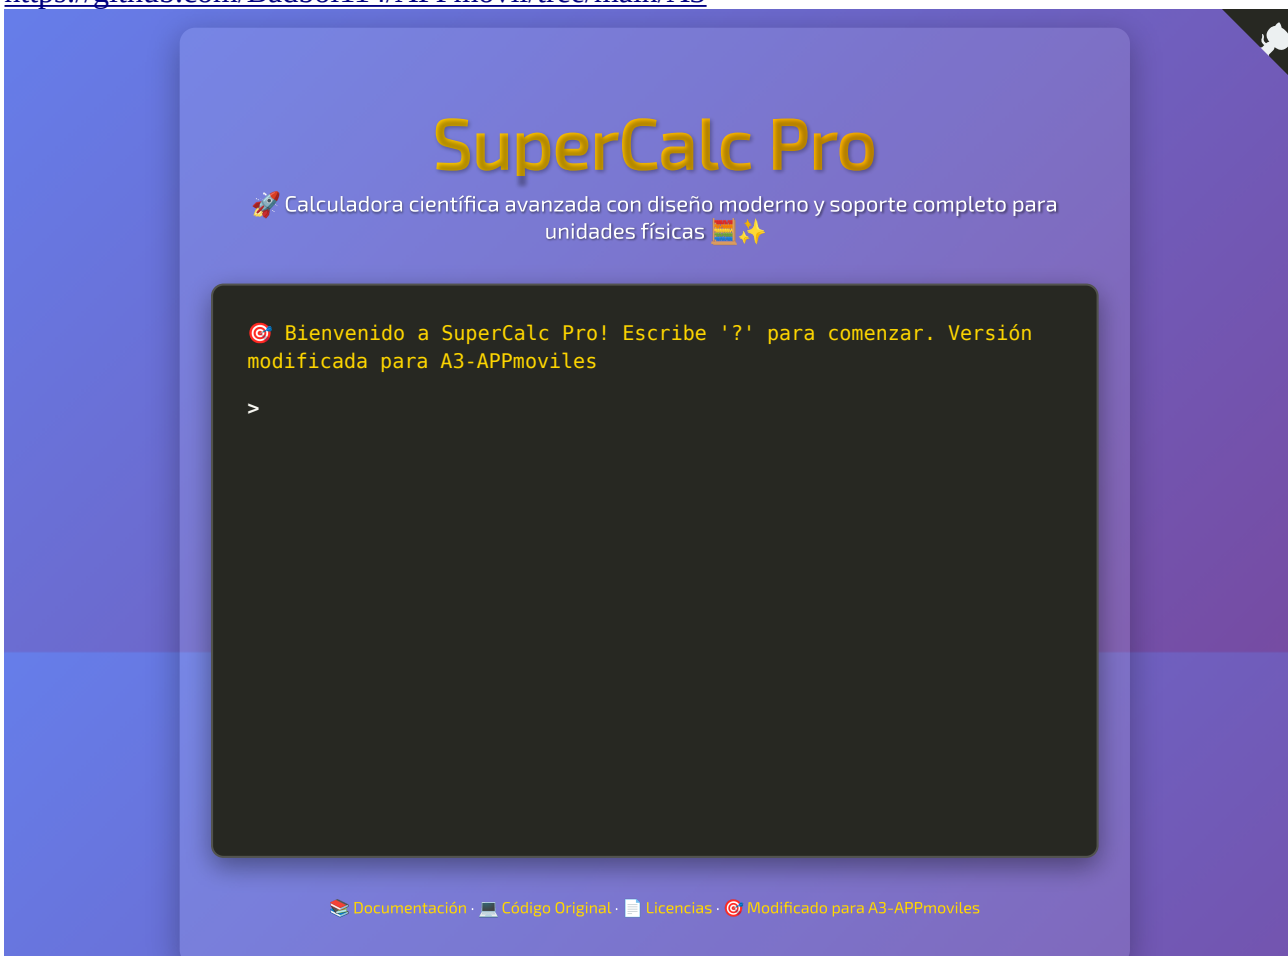 SuperCalc Pro
🚀 Calculadora científica avanzada con diseño moderno y soporte completo para
unidades físicas 🧮✨
🎯 Bienvenido a SuperCalc Pro! Escribe '?' para comenzar. Versión
modificada para A3-APPmoviles
>
📚 Documentación · 💻 Código Original · 📄 Licencias · 🎯 Modificado para A3-APPmoviles